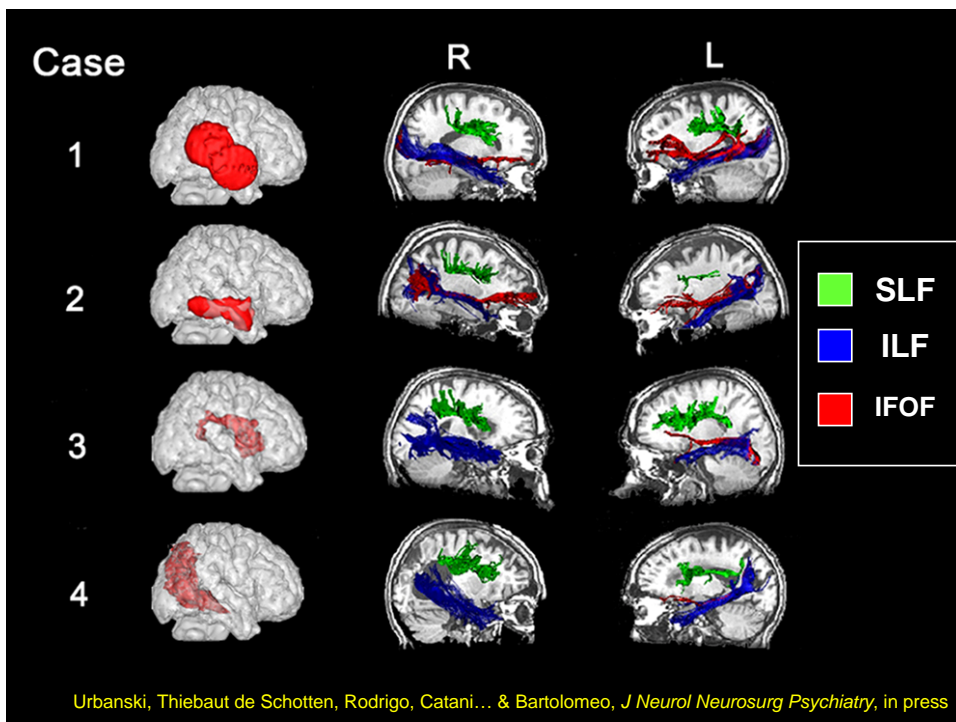 Case
R
L
1
2
3
4
SLF
ILF
IFOF
Urbanski, Thiebaut de Schotten, Rodrigo, Catani… & Bartolomeo, J Neurol Neurosurg Psychiatry, in press